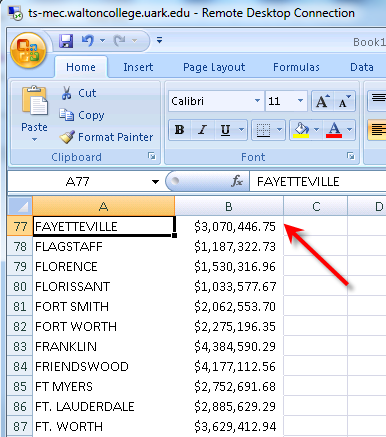 ts-mec.waltoncollege.uark.edu - Remote Desktop Connection
Book1
Home Insert Page Layout Formulas Data
Cut
Copy
Format Painter
Paste
Clipboard
Calibri 11 A A
B I U A
Font
A77 fx FAYETTEVILLE
A B C D
77 FAYETTEVILLE $3,070,446.75
78 FLAGSTAFF $1,187,322.73
79 FLORENCE $1,530,316.96
80 FLORISSANT $1,033,577.67
81 FORT SMITH $2,062,553.70
82 FORT WORTH $2,275,196.35
83 FRANKLIN $4,384,590.29
84 FRIENDSWOOD $4,177,112.56
85 FT MYERS $2,752,691.68
86 FT. LAUDERDALE $2,885,629.29
87 FT. WORTH $3,629,412.94